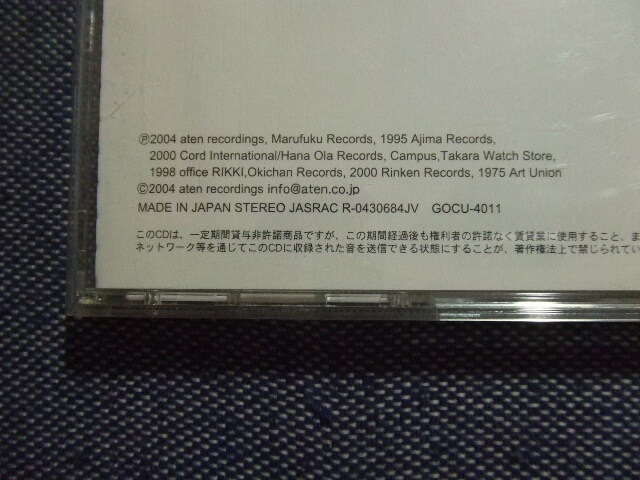 ℗2004 aten recordings, Marufuku Records, 1995 Ajima Records,
2000 Cord International/Hana Ola Records, Campus,Takara Watch Store,
1998 office RIKKI,Okichan Records, 2000 Rinken Records, 1975 Art Union
©2004 aten recordings info@aten.co.jp
MADE IN JAPAN STEREO JASRAC R-0430684JV GOCU-4011
このCDは、一定期間貸与非許諾商品ですが、この期間経過後も権利者の許諾なく賃貸業に使用すること、ま
ネットワーク等を通じてこのCDに収録された音を送信できる状態にすることが、著作権法上で禁じられてい